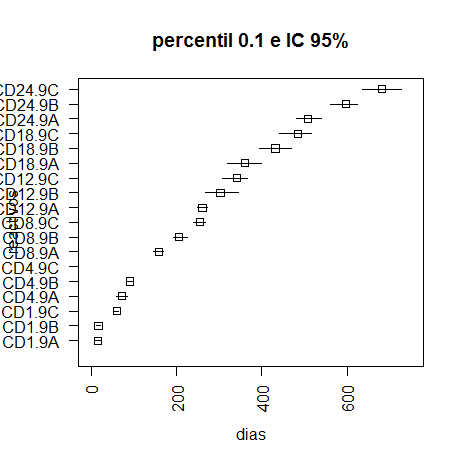 percentil 0.1 e IC 95%
CD24.9C
CD24.9B
CD24.9A
CD18.9C
CD18.9B
CD18.9A
CD12.9C
CD12.9B
CD12.9A
CD8.9C
CD8.9B
CD8.9A
CD4.9C
CD4.9B
CD4.9A
CD1.9C
CD1.9B
CD1.9A
0
200
400
600
dias